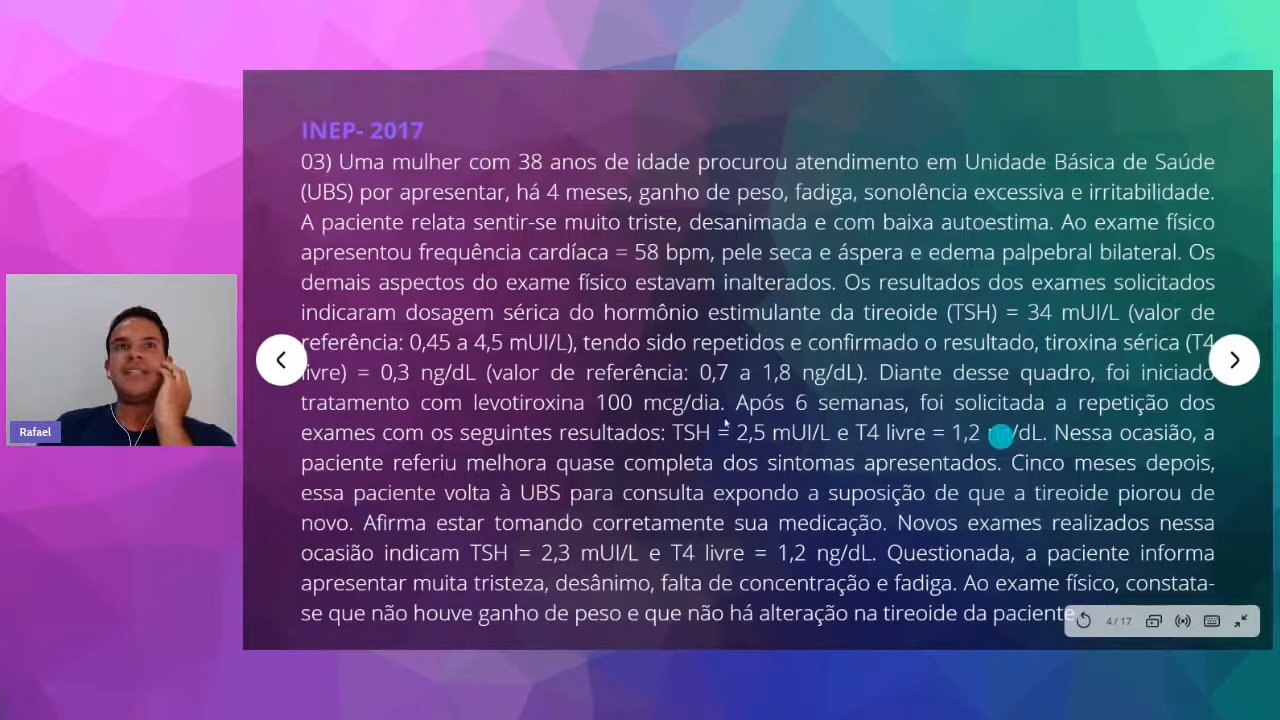 INEP- 2017
03) Uma mulher com 38 anos de idade procurou atendimento em Unidade Básica de Saúde
(UBS) por apresentar, há 4 meses, ganho de peso, fadiga, sonolência excessiva e irritabilidade.
A paciente relata sentir-se muito triste, desanimada e com baixa autoestima. Ao exame físico
apresentou frequência cardíaca = 58 bpm, pele seca e áspera e edema palpebral bilateral. Os
demais aspectos do exame físico estavam inalterados. Os resultados dos exames solicitados
indicaram dosagem sérica do hormônio estimulante da tireoide (TSH) = 34 mUI/L (valor de
referência: 0,45 a 4,5 mUI/L), tendo sido repetidos e confirmado o resultado, tiroxina sérica (T4
livre) = 0,3 ng/dL (valor de referência: 0,7 a 1,8 ng/dL). Diante desse quadro, foi iniciado
tratamento com levotiroxina 100 mcg/dia. Após 6 semanas, foi solicitada a repetição dos
exames com os seguintes resultados: TSH = 2,5 mUI/L e T4 livre = 1,2 ng/dL. Nessa ocasião, a
paciente referiu melhora quase completa dos sintomas apresentados. Cinco meses depois,
essa paciente volta à UBS para consulta expondo a suposição de que a tireoide piorou de
novo. Afirma estar tomando corretamente sua medicação. Novos exames realizados nessa
ocasião indicam TSH = 2,3 mUI/L e T4 livre = 1,2 ng/dL. Questionada, a paciente informa
apresentar muita tristeza, desânimo, falta de concentração e fadiga. Ao exame físico, constata-
se que não houve ganho de peso e que não há alteração na tireoide da paciente
Rafael
4 / 17